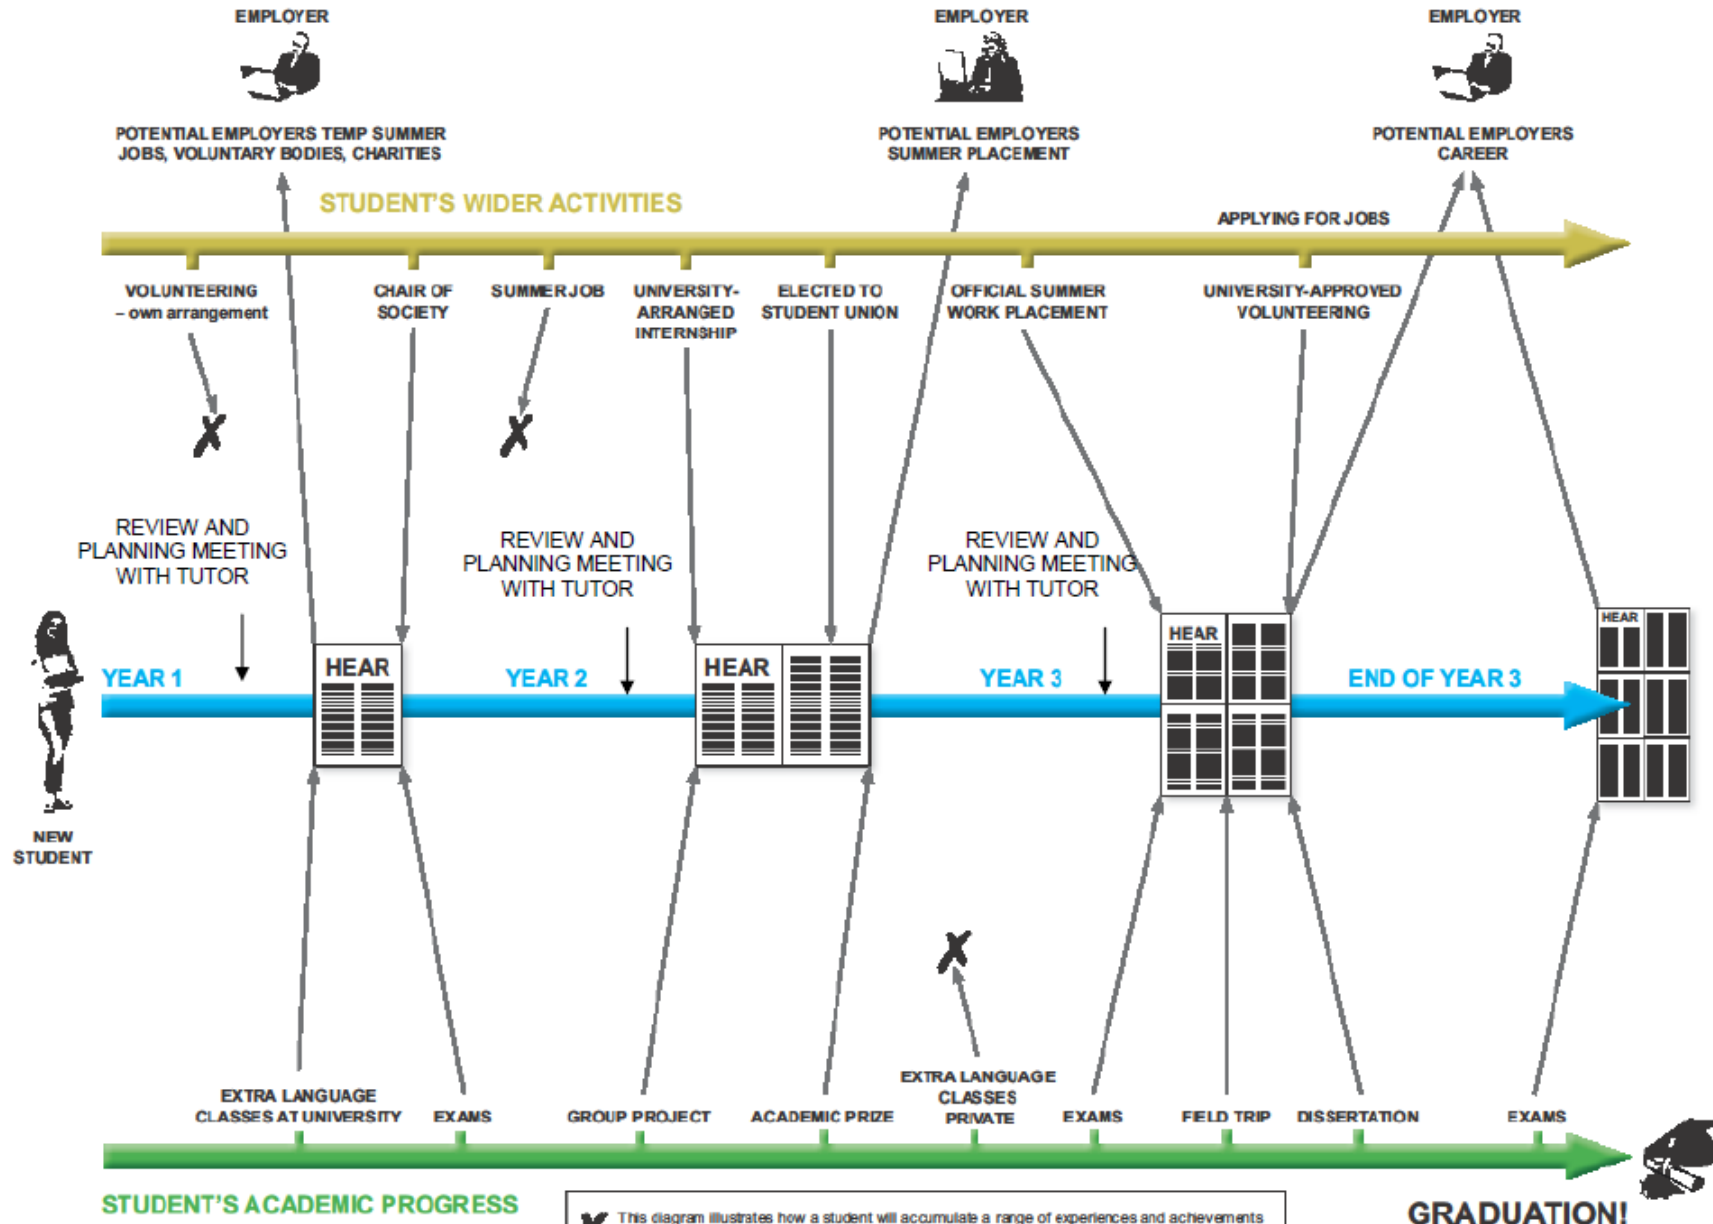 EMPLOYER
EMPLOYER
EMPLOYER
POTENTIAL EMPLOYERS TEMP SUMMER
JOBS, VOLUNTARY BODIES, CHARITIES
POTENTIAL EMPLOYERS
SUMMER PLACEMENT
POTENTIAL EMPLOYERS
CAREER
STUDENT'S WIDER ACTIVITIES
APPLYING FOR JOBS
VOLUNTEERING
– own arrangement
CHAIR OF
SOCIETY
SUMMER JOB
UNIVERSITY-
ARRANGED
INTERNSHIP
ELECTED TO
STUDENT UNION
OFFICIAL SUMMER
WORK PLACEMENT
UNIVERSITY-APPROVED
VOLUNTEERING
REVIEW AND
PLANNING MEETING
WITH TUTOR
REVIEW AND
PLANNING MEETING
WITH TUTOR
REVIEW AND
PLANNING MEETING
WITH TUTOR
HEAR
HEAR
HEAR
HEAR
YEAR 1
YEAR 2
YEAR 3
END OF YEAR 3
NEW
STUDENT
EXTRA LANGUAGE
CLASSES AT UNIVERSITY
EXAMS
GROUP PROJECT
ACADEMIC PRIZE
EXTRA LANGUAGE
CLASSES
PRIVATE
EXAMS
FIELD TRIP
DISSERTATION
EXAMS
STUDENT'S ACADEMIC PROGRESS
GRADUATION!
This diagram illustrates how a student will accumulate a range of experiences and achievements